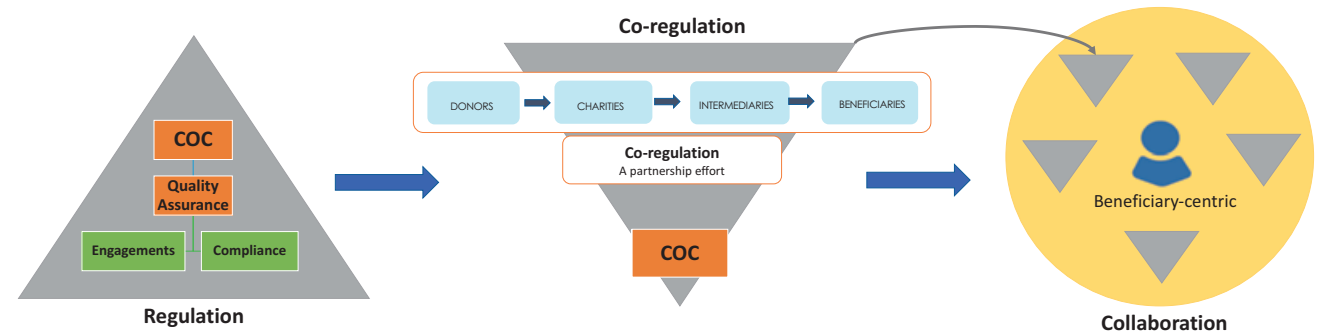 COC
Quality
Assurance
Engagements
Compliance
Regulation
Co-regulation
DONORS
CHARITIES
INTERMEDIARIES
BENEFICIARIES
Co-regulation
A partnership effort
COC
Beneficiary-centric
Collaboration